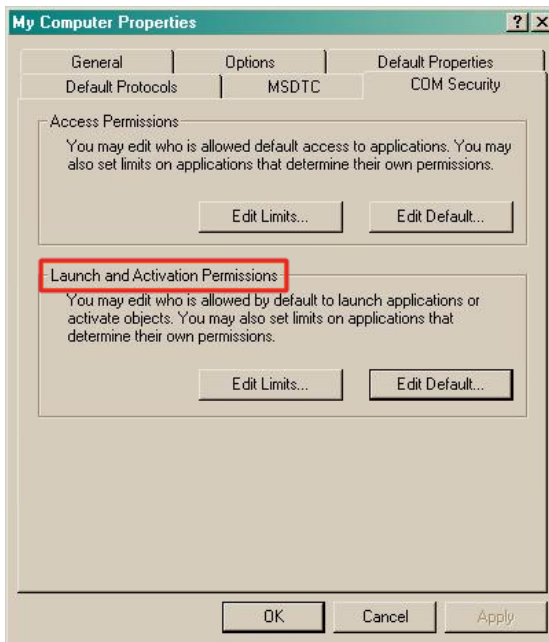 My Computer Properties
General Options Default Properties
Default Protocols MSDTC COM Security
Access Permissions
You may edit who is allowed default access to applications. You may
also set limits on applications that determine their own permissions.
Edit Limits... Edit Default...
Launch and Activation Permissions
You may edit who is allowed by default to launch applications or
activate objects. You may also set limits on applications that
determine their own permissions.
Edit Limits... Edit Default...
OK Cancel Apply